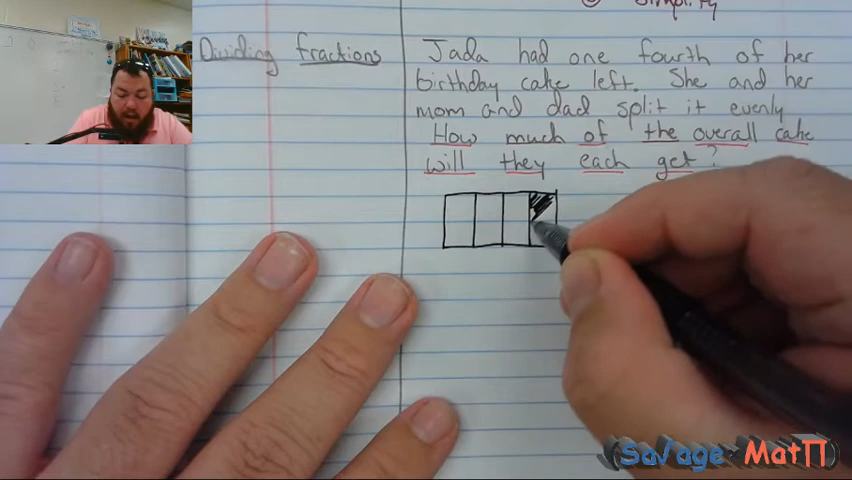 Simplify
Dividing fractions
Jada had one fourth of her
birthday cake left. She and her
mom and dad split it evenly
How much of the overall cake
will they each get?
(Savage MatΠ)